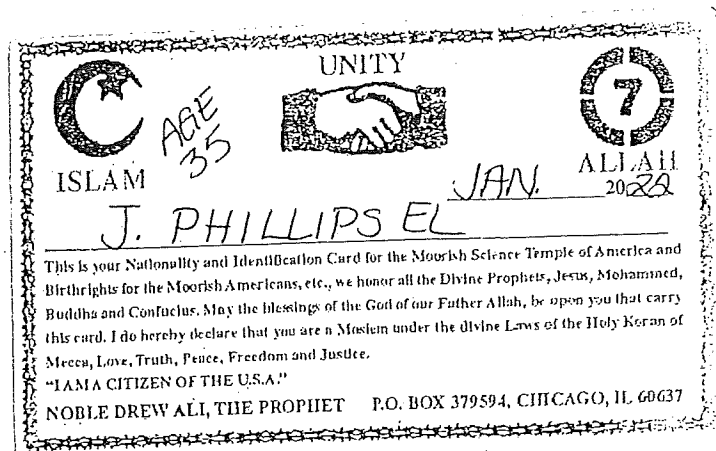 UNITY
7
AGE
35
ISLAM
ALLAH
JAN. 2022
J. PHILLIPS EL
This is your Nationality and Identification Card for the Moorish Science Temple of America and
Birthrights for the Moorish Americans, etc., we honor all the Divine Prophets, Jesus, Mohammed,
Buddha and Confucius. May the blessings of the God of our Father Allah, be upon you that carry
this card. I do hereby declare that you are a Moslem under the divine Laws of the Holy Koran of
Mecca, Love, Truth, Peace, Freedom and Justice.
"I AM A CITIZEN OF THE U.S.A."
NOBLE DREW ALI, THE PROPHET P.O. BOX 379594, CHICAGO, IL 60637